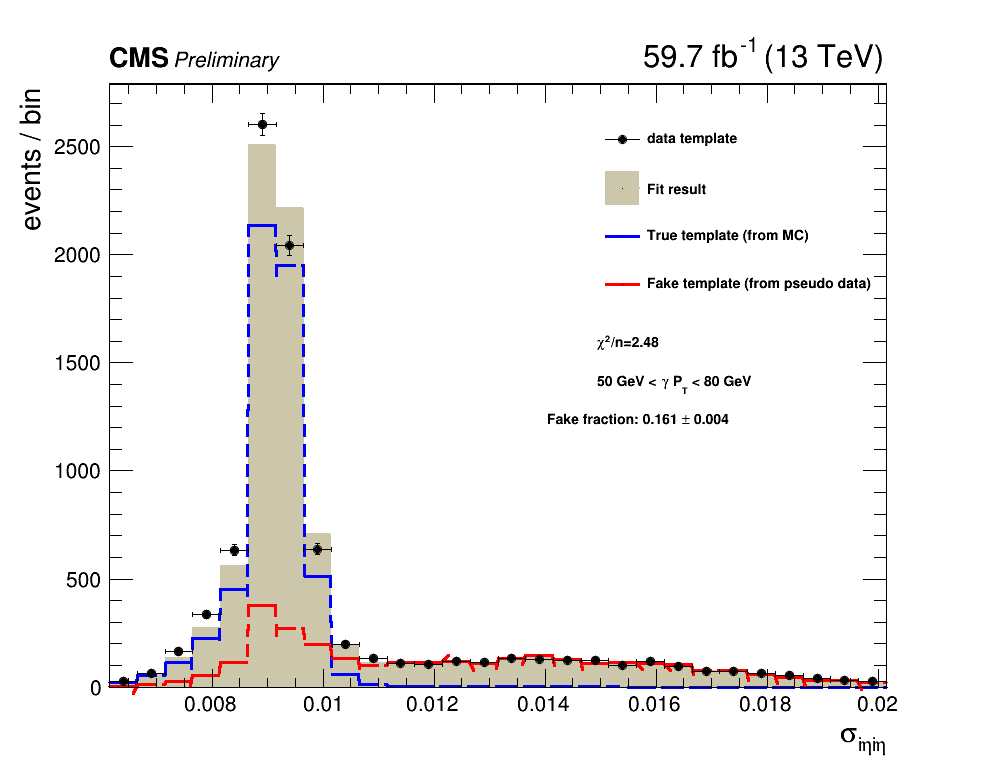 CMS Preliminary 59.7 fb⁻¹ (13 TeV)
events / bin
2500
2000
1500
1000
500
0
data template
Fit result
True template (from MC)
Fake template (from pseudo data)
χ²/n=2.48
50 GeV < γ P_T < 80 GeV
Fake fraction: 0.161 ± 0.004
0.008 0.01 0.012 0.014 0.016 0.018 0.02
σ_iηiη